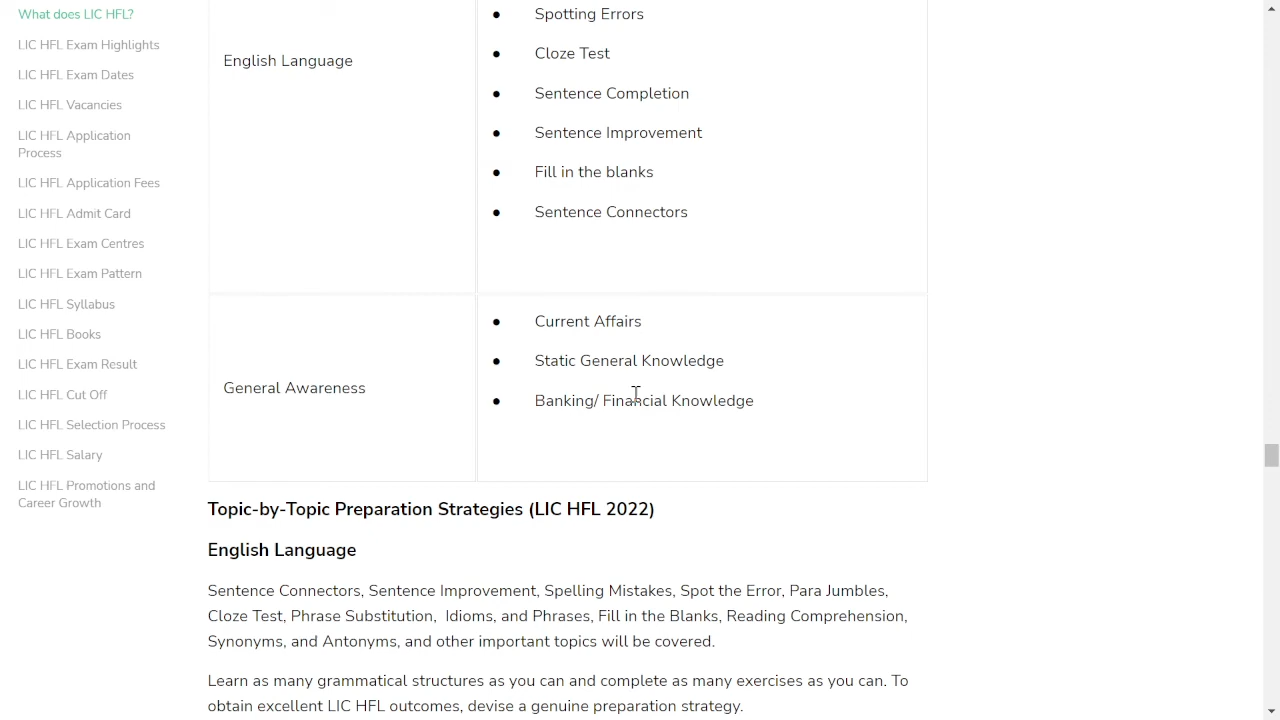 What does LIC HFL?
LIC HFL Exam Highlights
LIC HFL Exam Dates
LIC HFL Vacancies
LIC HFL Application
Process
LIC HFL Application Fees
LIC HFL Admit Card
LIC HFL Exam Centres
LIC HFL Exam Pattern
LIC HFL Syllabus
LIC HFL Books
LIC HFL Exam Result
LIC HFL Cut Off
LIC HFL Selection Process
LIC HFL Salary
LIC HFL Promotions and
Career Growth
English Language
● Spotting Errors
● Cloze Test
● Sentence Completion
● Sentence Improvement
● Fill in the blanks
● Sentence Connectors
General Awareness
● Current Affairs
● Static General Knowledge
● Banking/ Financial Knowledge
Topic-by-Topic Preparation Strategies (LIC HFL 2022)
English Language
Sentence Connectors, Sentence Improvement, Spelling Mistakes, Spot the Error, Para Jumbles,
Cloze Test, Phrase Substitution,  Idioms, and Phrases, Fill in the Blanks, Reading Comprehension,
Synonyms, and Antonyms, and other important topics will be covered.
Learn as many grammatical structures as you can and complete as many exercises as you can. To
obtain excellent LIC HFL outcomes, devise a genuine preparation strategy.